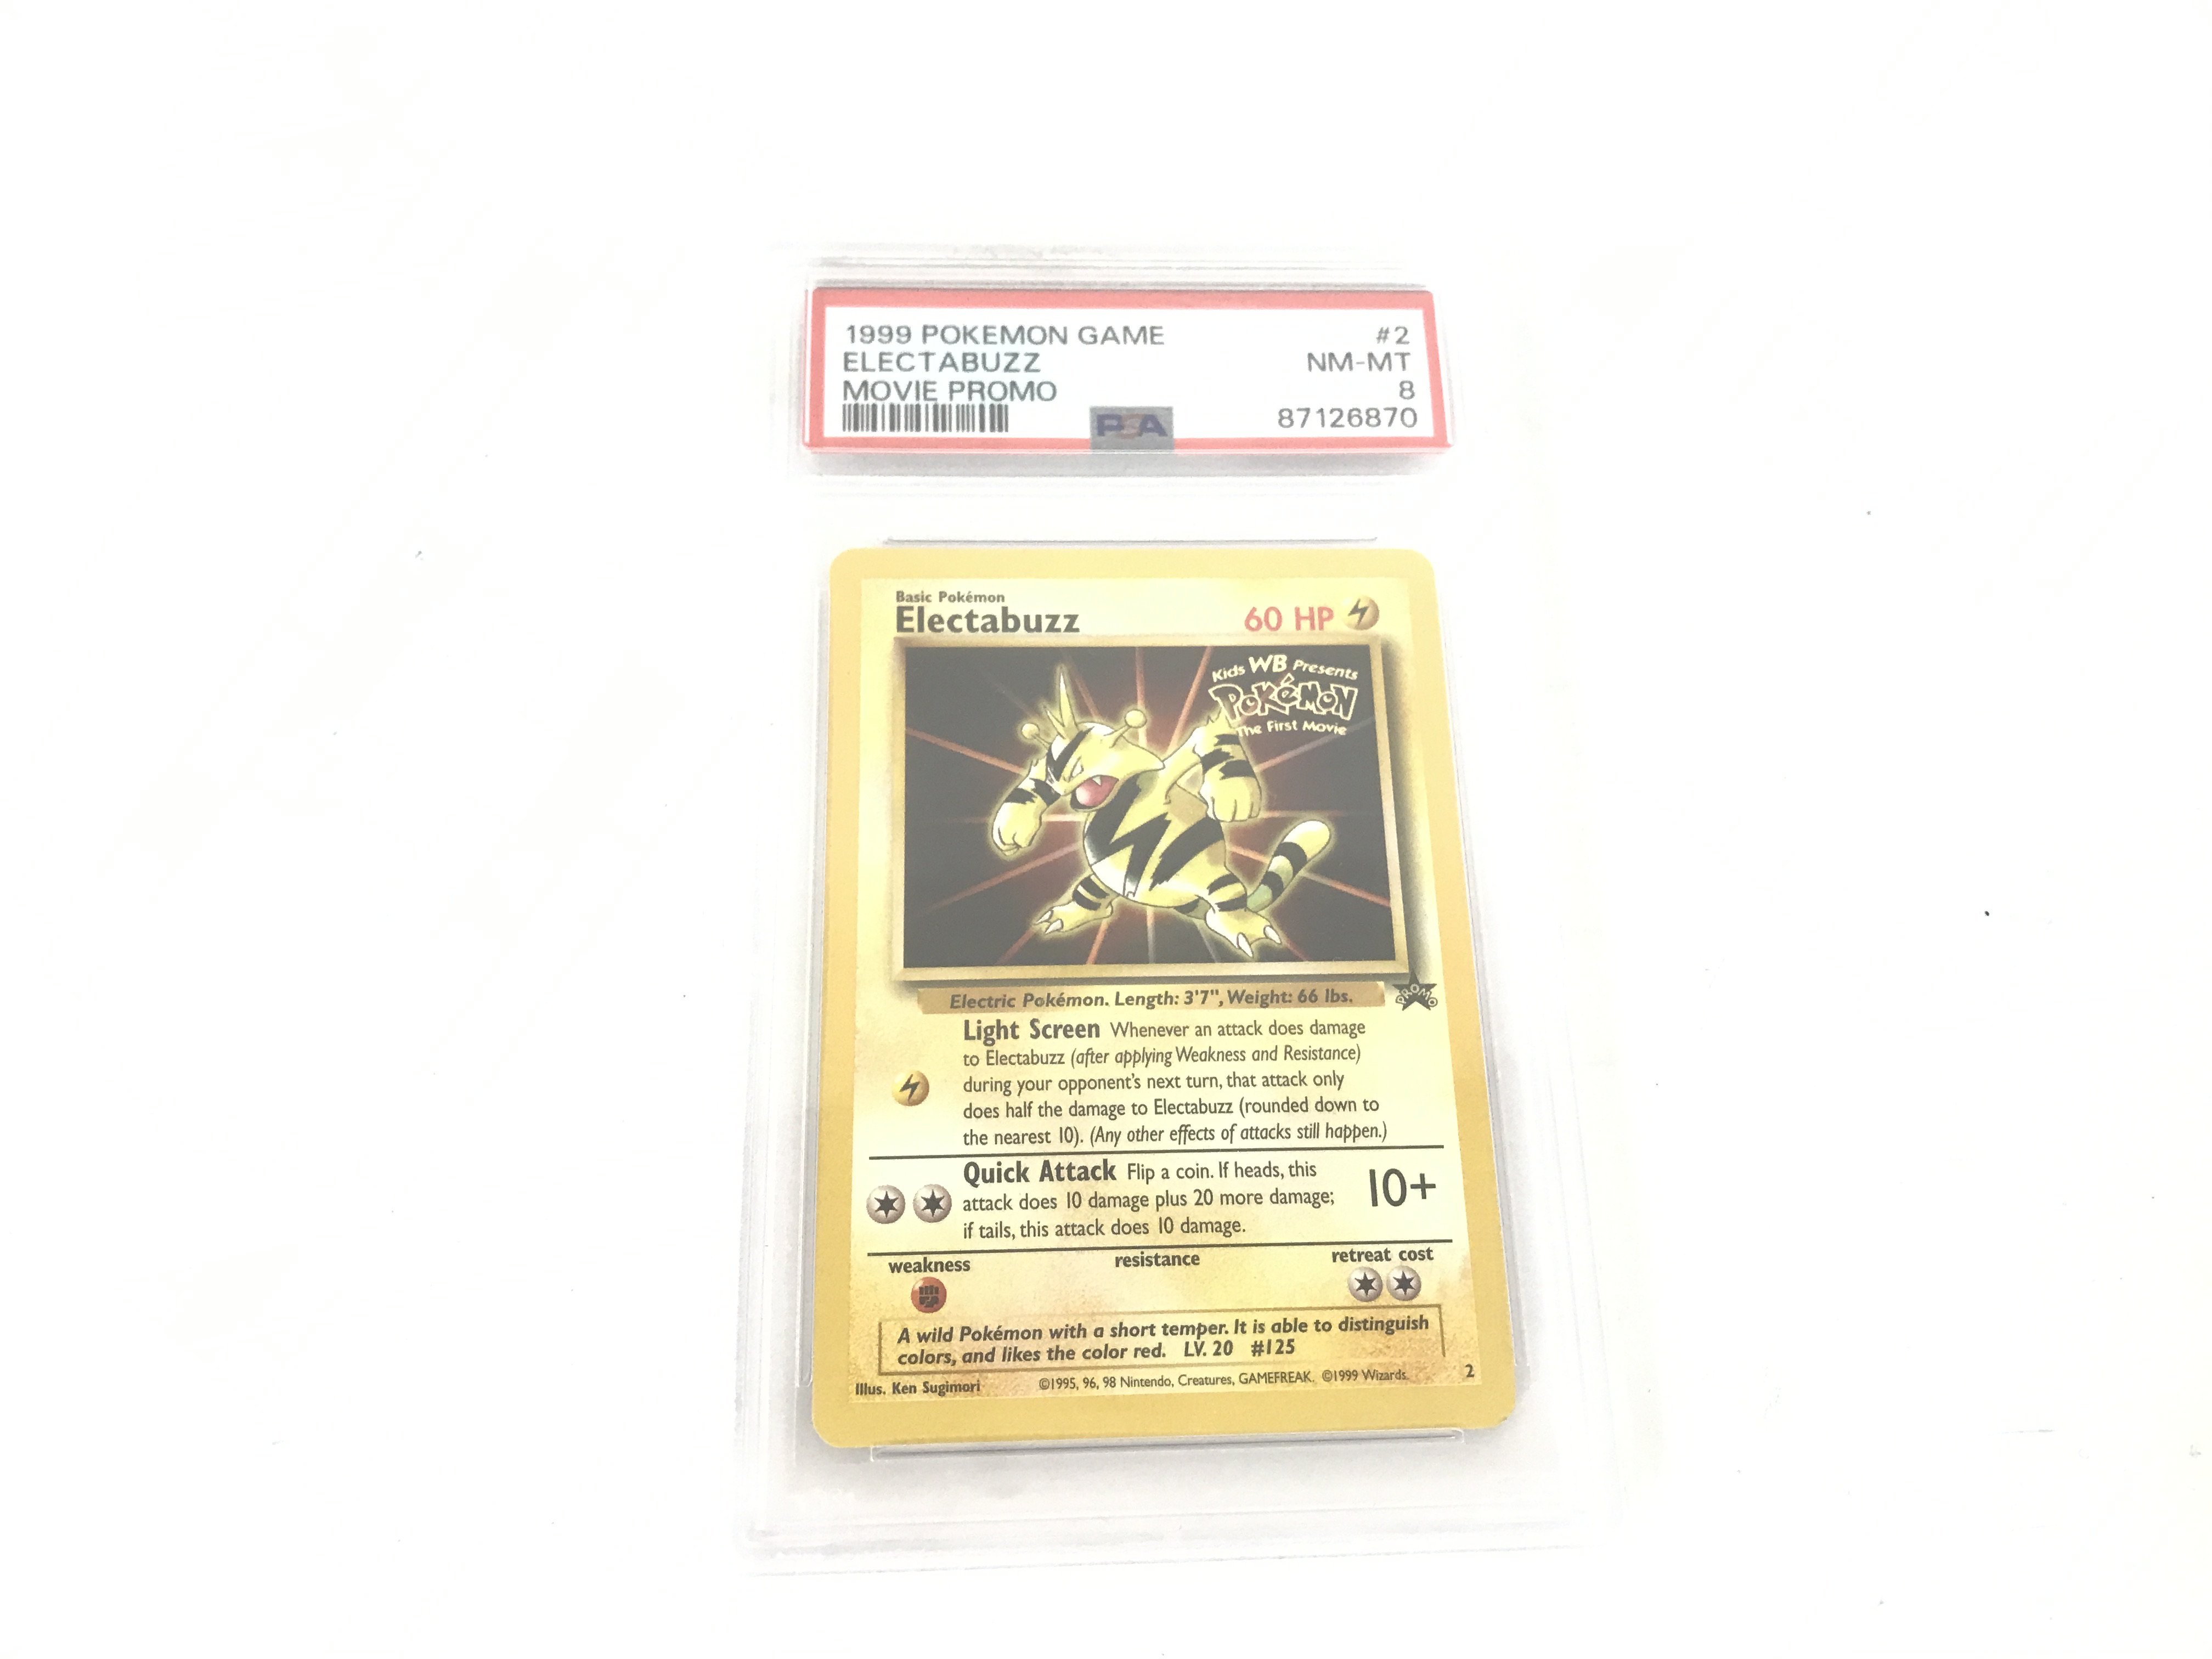 1999 POKEMON GAME #2
ELECTABUZZ NM-MT
MOVIE PROMO 8
PSA 87126870
Basic Pokémon
Electabuzz 60 HP
Kids WB Presents
POKéMON
The First Movie
Electric Pokémon. Length: 3'7", Weight: 66 lbs.
PROMO
Light Screen Whenever an attack does damage
to Electabuzz (after applying Weakness and Resistance)
during your opponent's next turn, that attack only
does half the damage to Electabuzz (rounded down to
the nearest 10). (Any other effects of attacks still happen.)
Quick Attack Flip a coin. If heads, this
attack does 10 damage plus 20 more damage;
if tails, this attack does 10 damage.
10+
weakness resistance retreat cost
A wild Pokémon with a short temper. It is able to distinguish
colors, and likes the color red. LV. 20 #125
Illus. Ken Sugimori ©1995, 96, 98 Nintendo, Creatures, GAMEFREAK. ©1999 Wizards. 2